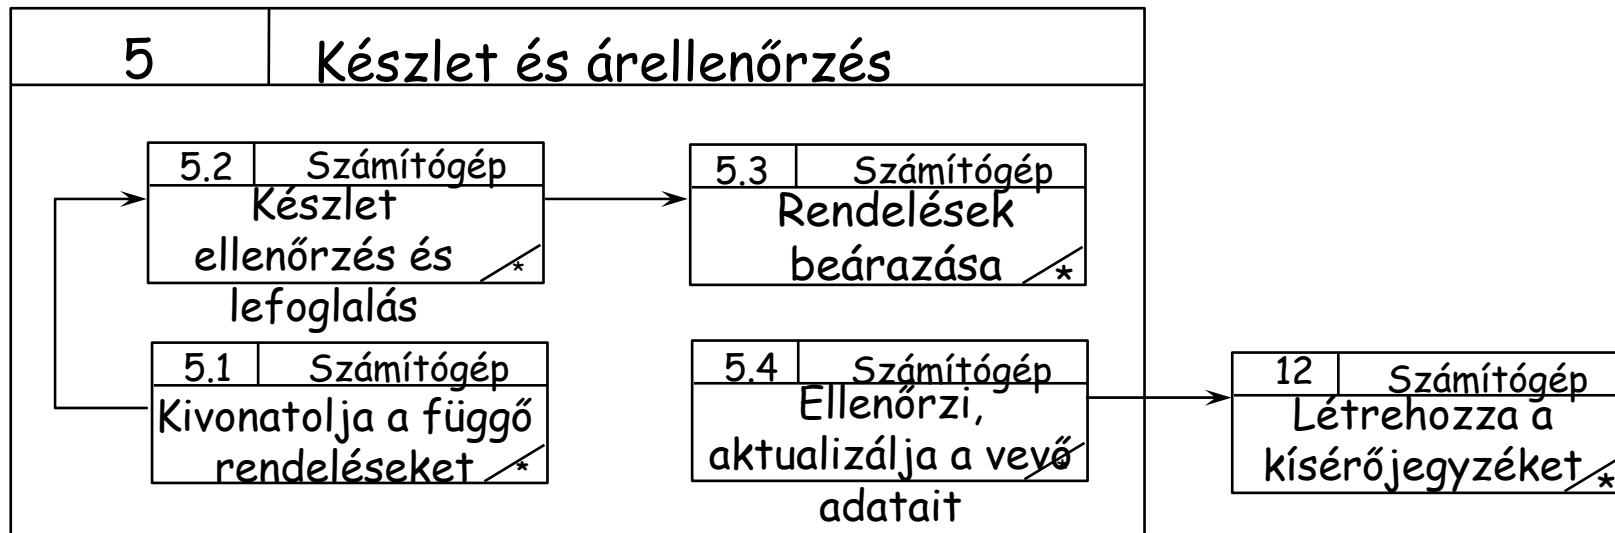 5 Készlet és árellenőrzés
5.2 Számítógép
Készlet
ellenőrzés és
lefoglalás
*
5.3 Számítógép
Rendelések
beárazása
*
5.1 Számítógép
Kivonatolja a függő
rendeléseket
*
5.4 Számítógép
Ellenőrzi,
aktualizálja a vevő
adatait
*
12 Számítógép
Létrehozza a
kísérőjegyzéket
*